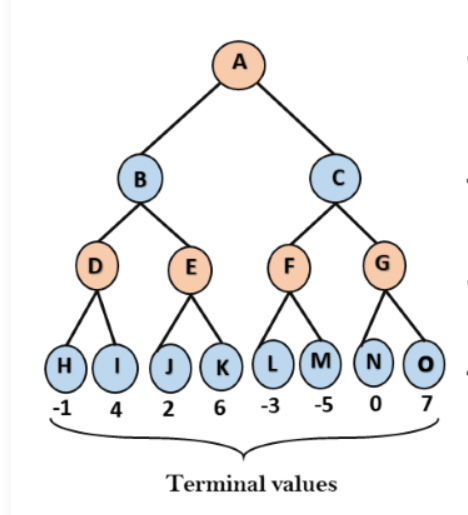 A
B C
D E F G
H I J K L M N O
-1 4 2 6 -3 -5 0 7
Terminal values